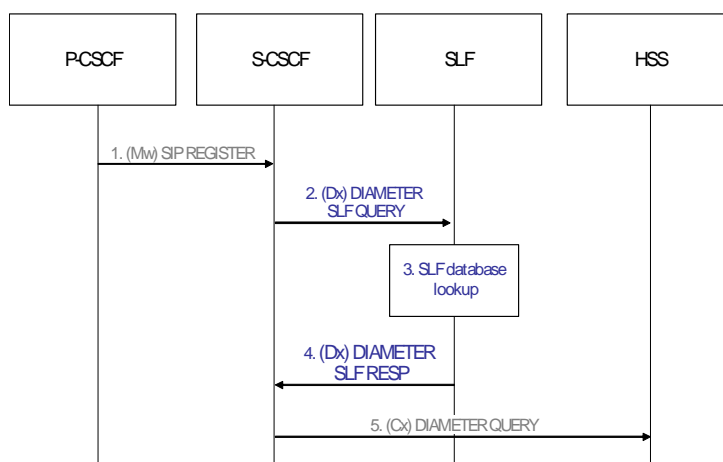 P-CSCF
S-CSCF
SLF
HSS
1. (Mw) SIP REGISTER
2. (Dx) DIAMETER
SLF QUERY
3. SLF database
lookup
4. (Dx) DIAMETER
SLF RESP
5. (Cx) DIAMETER QUERY